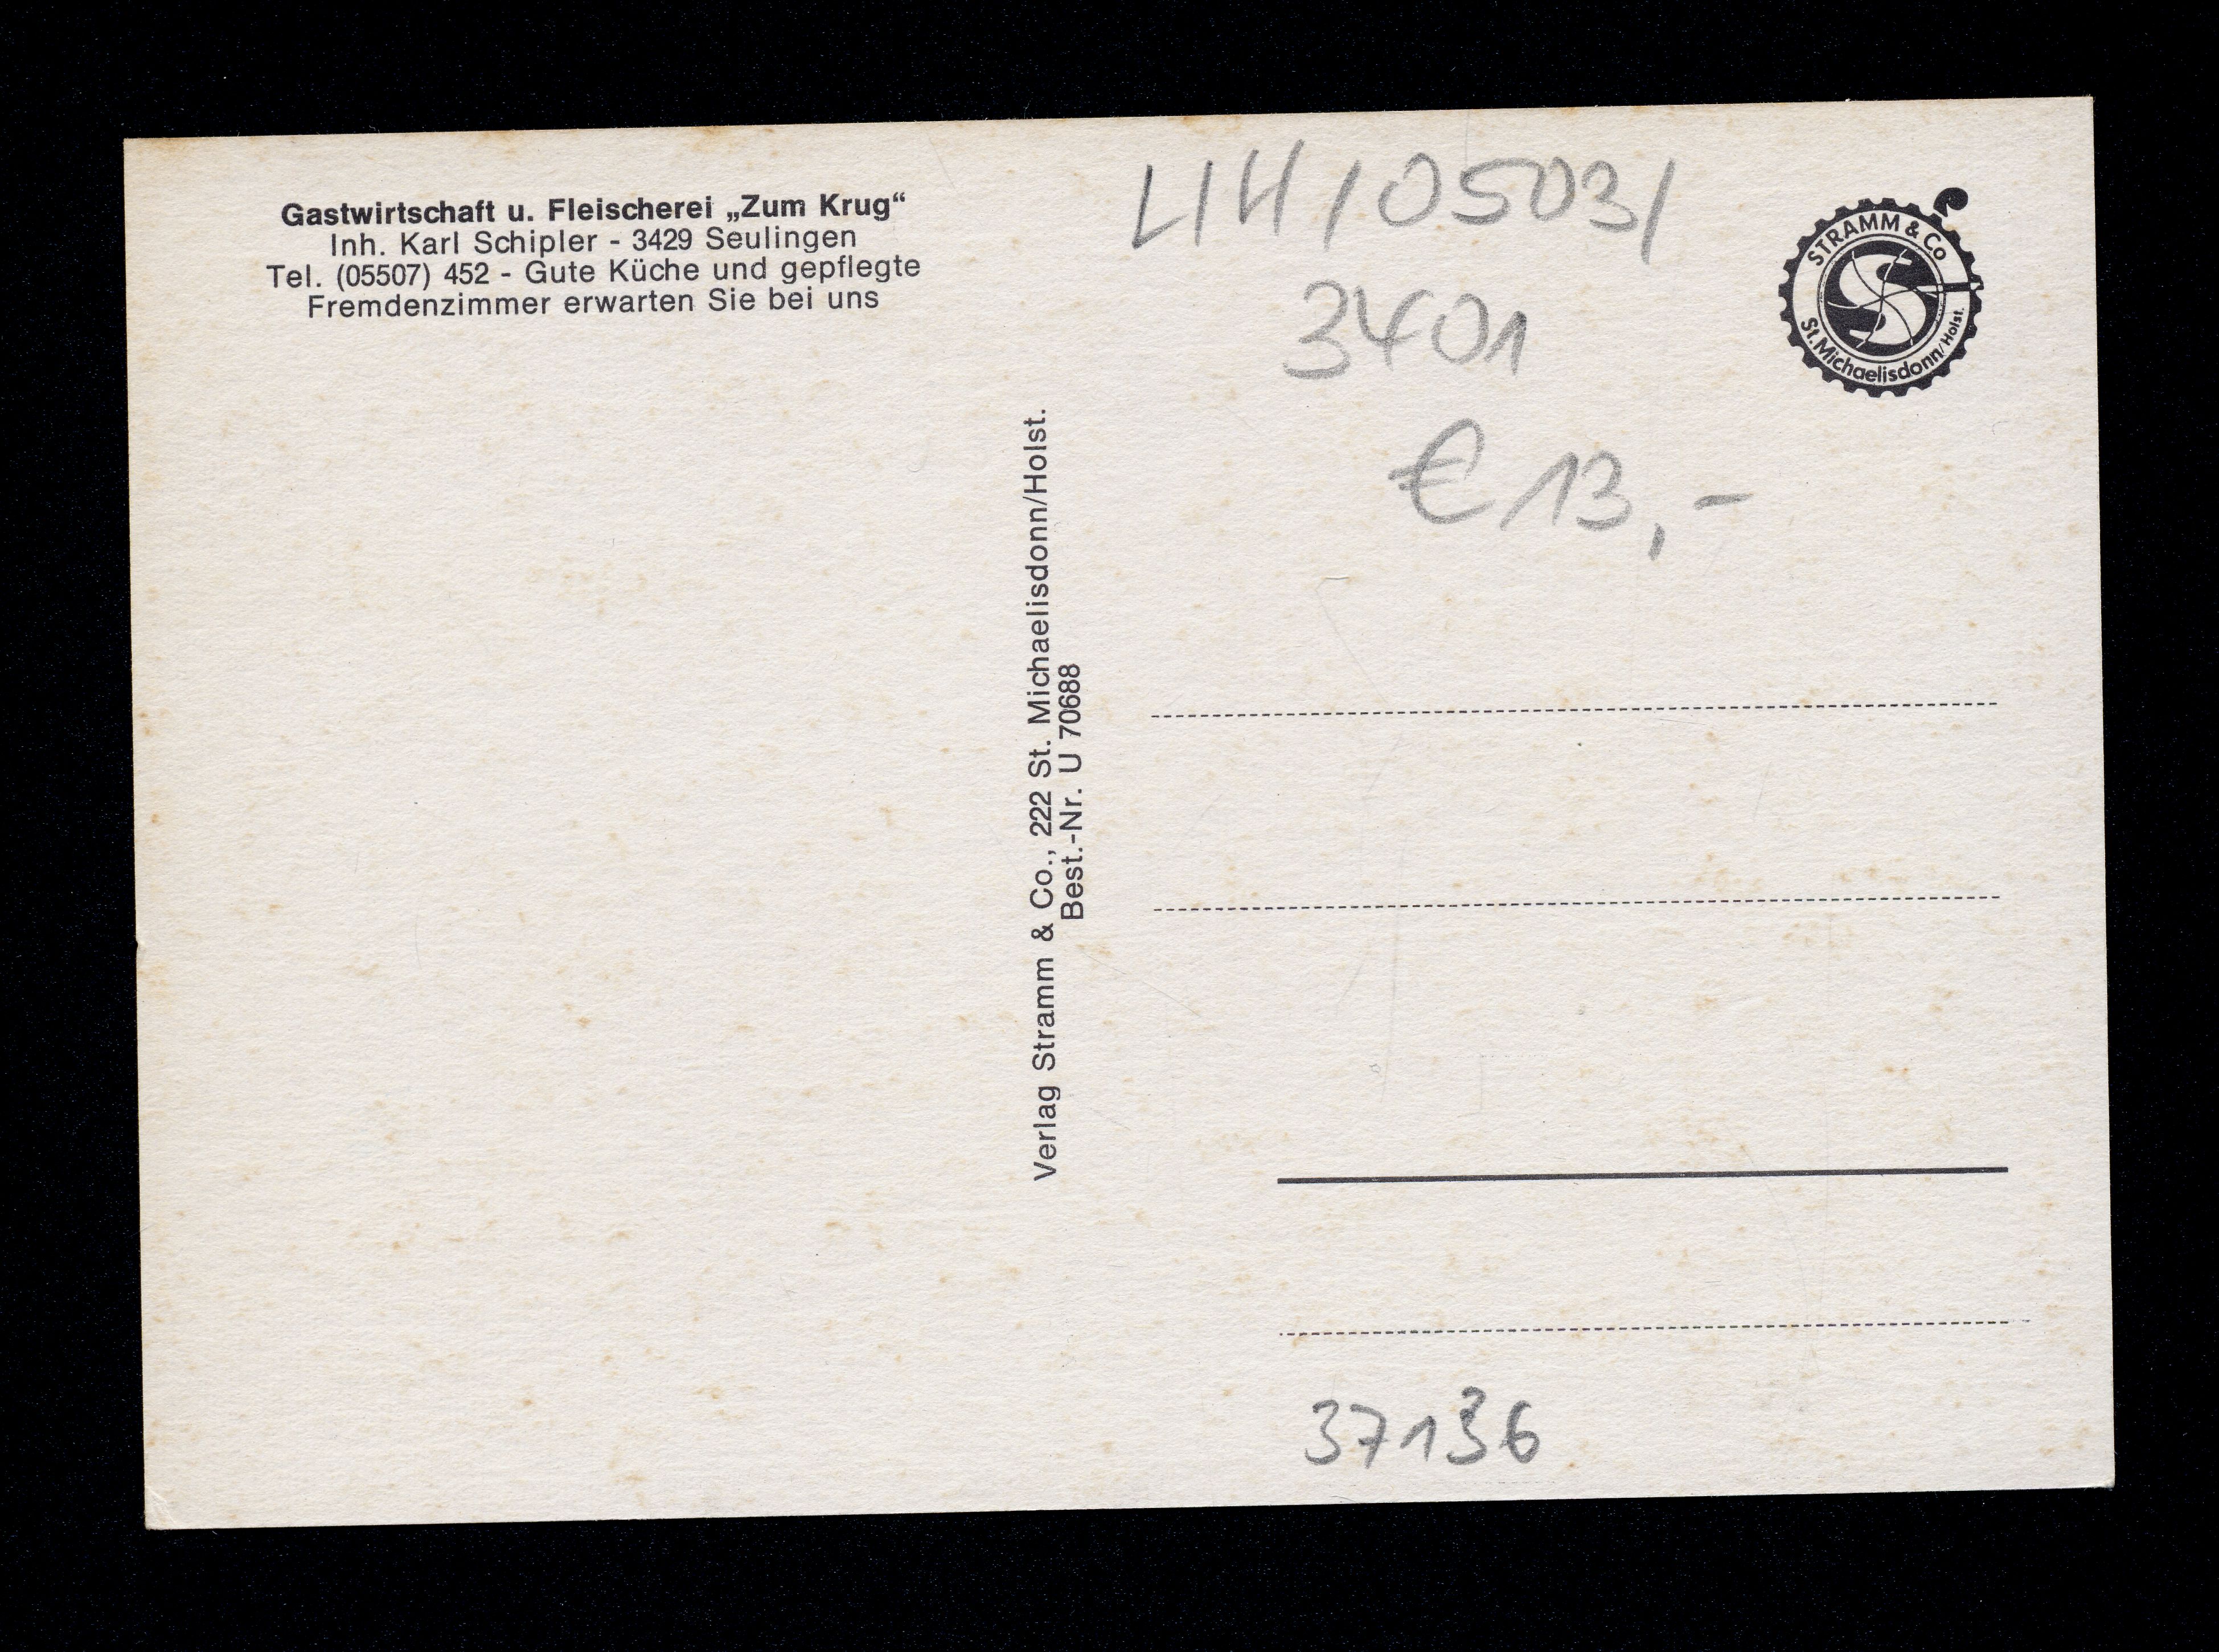 Gastwirtschaft u. Fleischerei „Zum Krug“
Inh. Karl Schipler - 3429 Seulingen
Tel. (05507) 452 - Gute Küche und gepflegte
Fremdenzimmer erwarten Sie bei uns
Verlag Stramm & Co., 222 St. Michaelisdonn/Holst.
Best.-Nr. U 70688
LIH/0503/
3401
€ 13,-
STRAMM & Co
St. Michaelisdonn/Holst.
37136